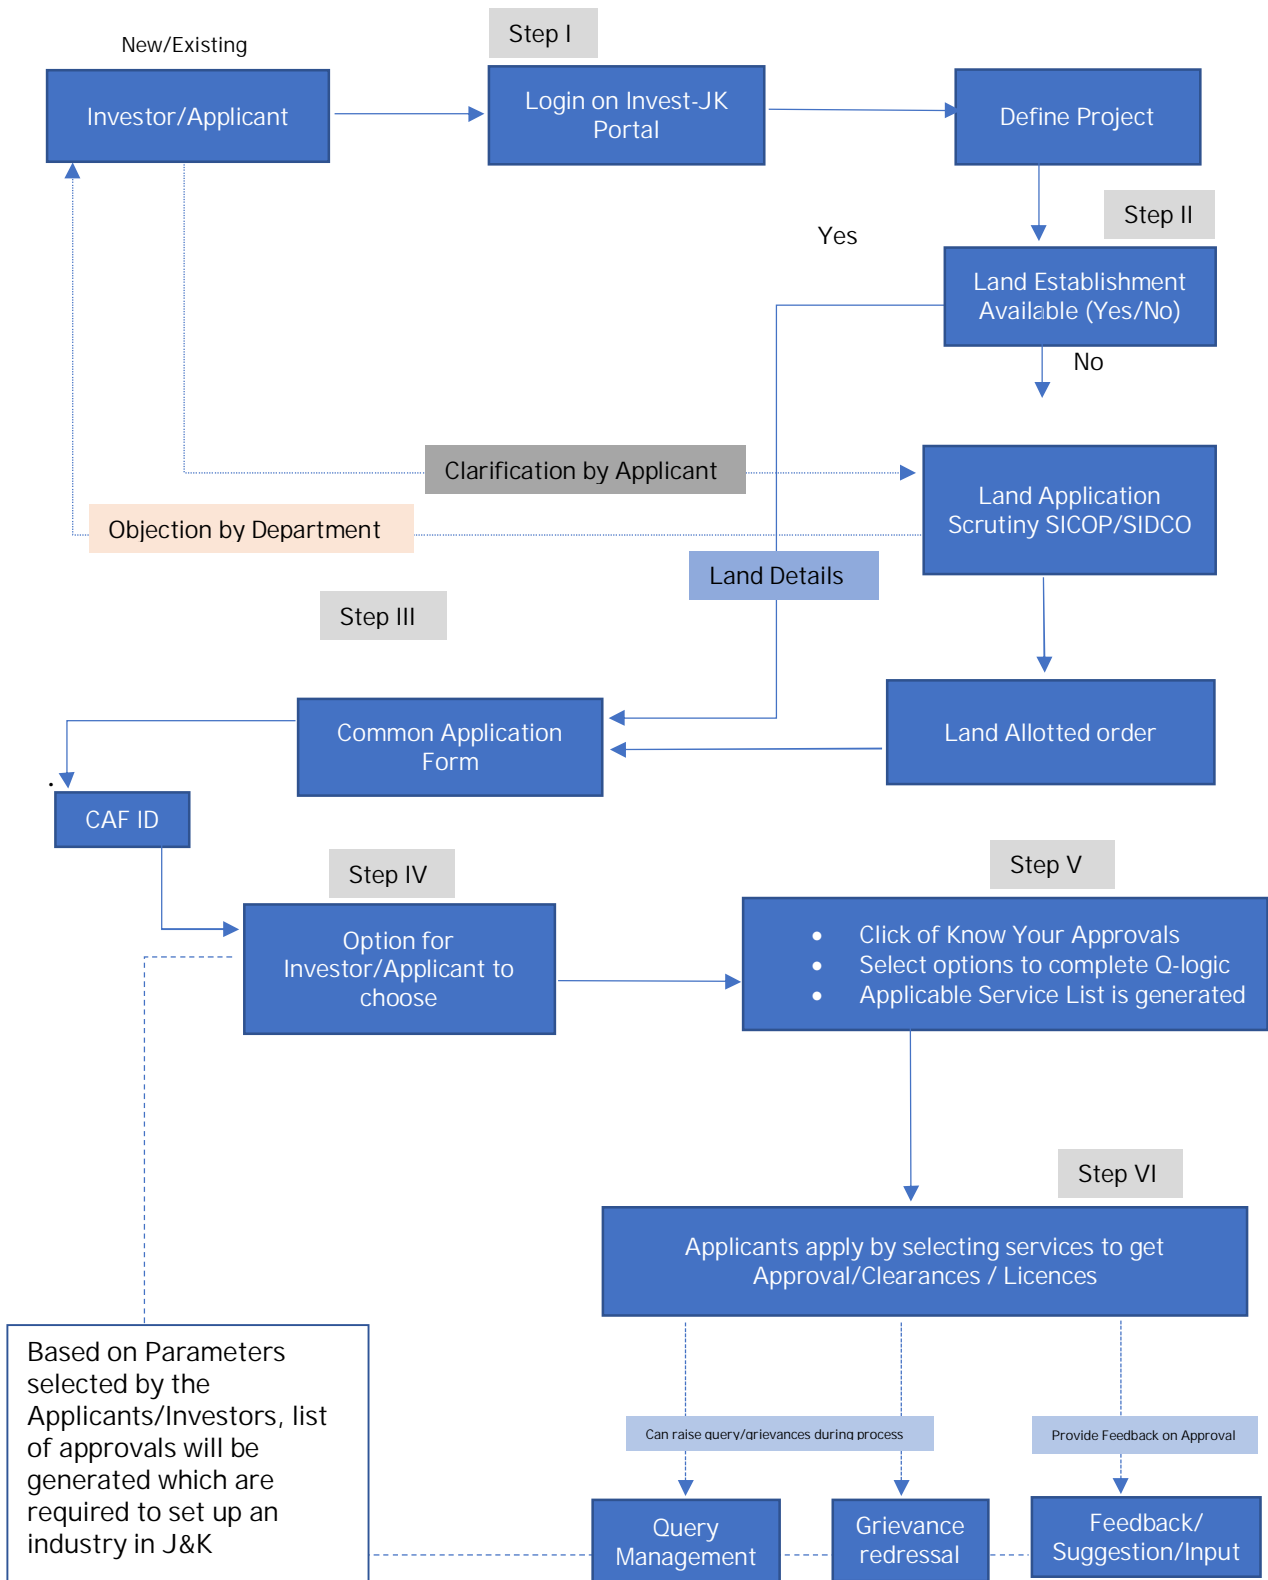 New/Existing
Step I
Investor/Applicant
Login on Invest-JK
Portal
Define Project
Step II
Yes
Land Establishment
Available (Yes/No)
No
Clarification by Applicant
Land Application
Scrutiny SICOP/SIDCO
Objection by Department
Land Details
Step III
Common Application
Form
Land Allotted order
.
CAF ID
Step IV
Step V
Option for
Investor/Applicant to
choose
• Click of Know Your Approvals
• Select options to complete Q-logic
• Applicable Service List is generated
Step VI
Applicants apply by selecting services to get
Approval/Clearances / Licences
Based on Parameters
selected by the
Applicants/Investors, list
of approvals will be
generated which are
required to set up an
industry in J&K
Can raise query/grievances during process
Provide Feedback on Approval
Query
Management
Grievance
redressal
Feedback/
Suggestion/Input